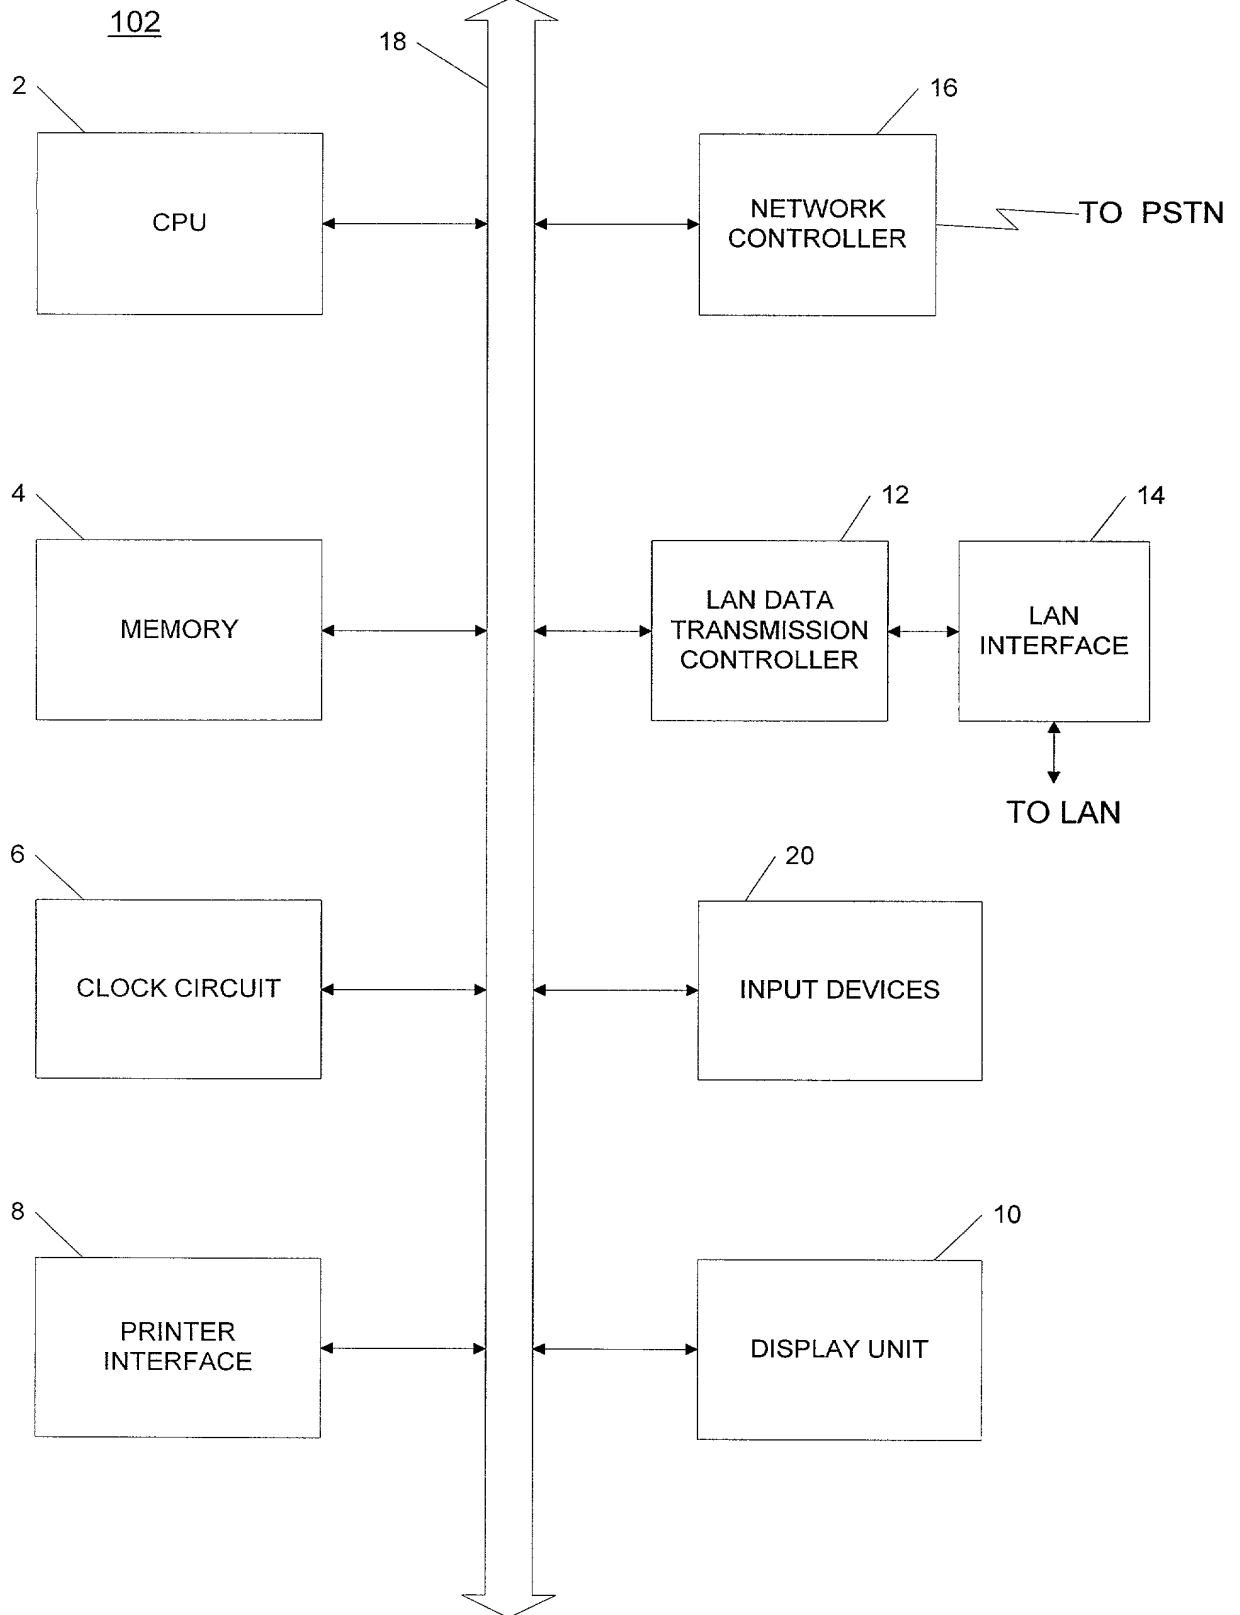 102
18
2
16
CPU
NETWORK
CONTROLLER
TO PSTN
4
12
14
MEMORY
LAN DATA
TRANSMISSION
CONTROLLER
LAN
INTERFACE
TO LAN
6
20
CLOCK CIRCUIT
INPUT DEVICES
8
10
PRINTER
INTERFACE
DISPLAY UNIT